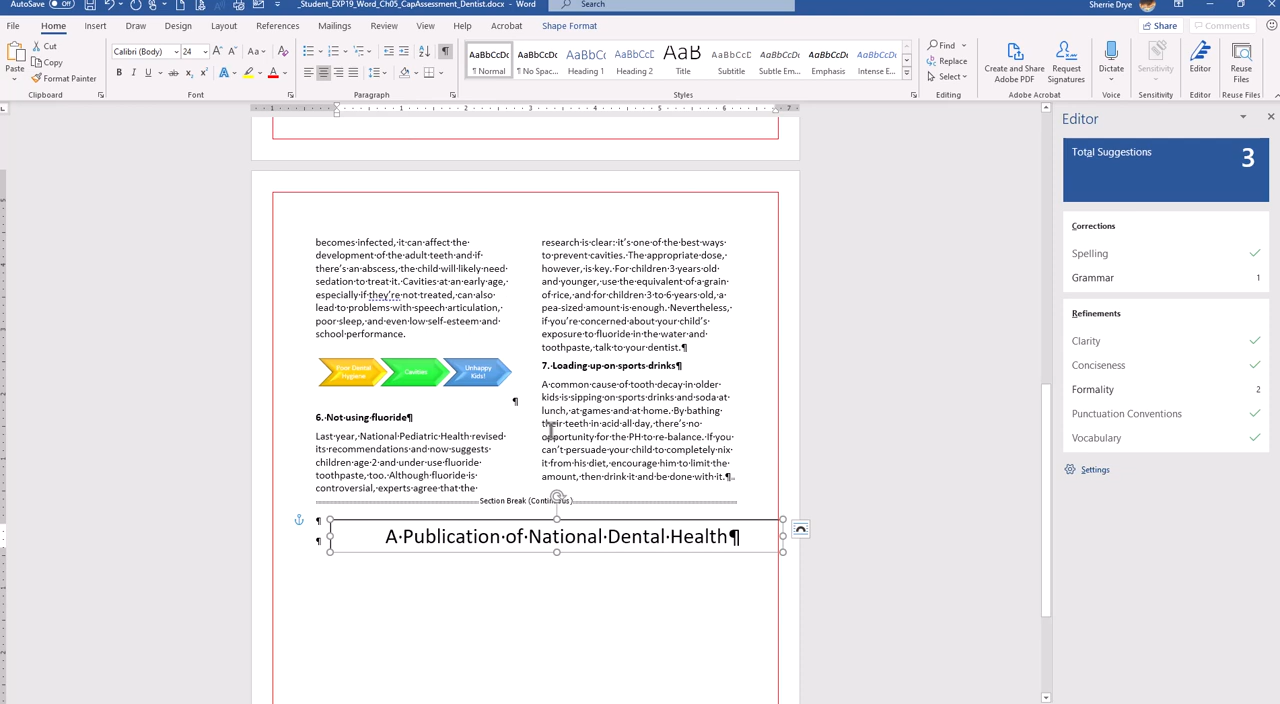 AutoSave Off
_Student_EXP19_Word_Ch05_CapAssessment_Dentist.docx - Word
Search
Sherrie Drye
File Home Insert Draw Design Layout References Mailings Review View Help Acrobat Shape Format
Share Comments
Paste
Cut
Copy
Format Painter
Clipboard
Calibri (Body) 24
Font
Paragraph
AaBbCcDc AaBbCcDc AaBbCcD AaBbCcD AaB AaBbCcD AaBbCcDc AaBbCcDc AaBbCcDc
¶ Normal ¶ No Spac... Heading 1 Heading 2 Title Subtitle Subtle Em... Emphasis Intense E...
Styles
Find
Replace
Select
Editing
Create and Share
Adobe PDF
Request
Signatures
Adobe Acrobat
Dictate
Voice
Sensitivity
Sensitivity
Editor
Editor
Reuse
Files
Reuse Files
becomes·infected,·it·can·affect·the·
development·of·the·adult·teeth·and·if·
there's·an·abscess,·the·child·will·likely·need·
sedation·to·treat·it.·Cavities·at·an·early·age,·
especially·if·they're·not·treated,·can·also·
lead·to·problems·with·speech·articulation,·
poor·sleep,·and·even·low·self-esteem·and·
school·performance.
Poor Dental
Hygiene
Cavities
Unhappy
Kids!
¶
6.·Not·using·fluoride¶
Last·year,·National·Pediatric·Health·revised·
its·recommendations·and·now·suggests·
children·age·2·and·under·use·fluoride·
toothpaste,·too.·Although·fluoride·is·
controversial,·experts·agree·that·the·
research·is·clear:·it's·one·of·the·best·ways·
to·prevent·cavities.·The·appropriate·dose,·
however,·is·key.·For·children·3·years·old·
and·younger,·use·the·equivalent·of·a·grain·
of·rice,·and·for·children·3·to·6·years·old,·a·
pea-sized·amount·is·enough.·Nevertheless,·
if·you're·concerned·about·your·child's·
exposure·to·fluoride·in·the·water·and·
toothpaste,·talk·to·your·dentist.¶
7.·Loading·up·on·sports·drinks¶
A·common·cause·of·tooth·decay·in·older·
kids·is·sipping·on·sports·drinks·and·soda·at·
lunch,·at·games·and·at·home.·By·bathing·
their·teeth·in·acid·all·day,·there's·no·
opportunity·for·the·PH·to·re-balance.·If·you·
can't·persuade·your·child·to·completely·nix·
it·from·his·diet,·encourage·him·to·limit·the·
amount,·then·drink·it·and·be·done·with·it.¶
Section Break (Continuous)
¶
¶
A·Publication·of·National·Dental·Health¶
Editor
Total Suggestions 3
Corrections
Spelling
Grammar 1
Refinements
Clarity
Conciseness
Formality 2
Punctuation Conventions
Vocabulary
Settings